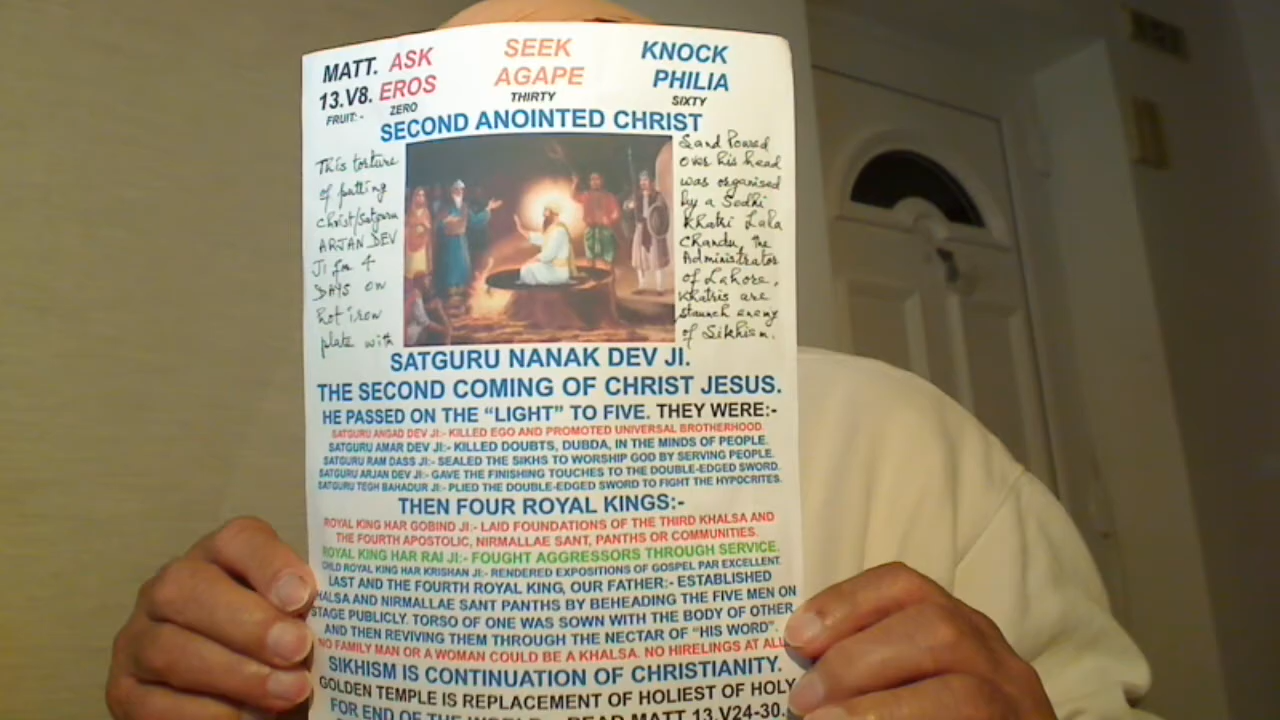 MATT. ASK SEEK KNOCK
13.V8. EROS AGAPE PHILIA
FRUIT:- ZERO THIRTY SIXTY
SECOND ANOINTED CHRIST
This torture
of putting
Christ/Satguru
ARJAN DEV
Ji for 4
DAYS on
hot iron
plate with
Sand Poured
over his head
was organised
by a Sodhi
Khatri Lala
Chandu, the
Administrator
of Lahore,
Khatris are
staunch enemy
of Sikhism.
SATGURU NANAK DEV JI.
THE SECOND COMING OF CHRIST JESUS.
HE PASSED ON THE “LIGHT” TO FIVE. THEY WERE:-
SATGURU ANGAD DEV JI:- KILLED EGO AND PROMOTED UNIVERSAL BROTHERHOOD.
SATGURU AMAR DEV JI:- KILLED DOUBTS, DUBDA, IN THE MINDS OF PEOPLE.
SATGURU RAM DASS JI:- SEALED THE SIKHS TO WORSHIP GOD BY SERVING PEOPLE.
SATGURU ARJAN DEV JI:- GAVE THE FINISHING TOUCHES TO THE DOUBLE-EDGED SWORD.
SATGURU TEGH BAHADUR JI:- PLIED THE DOUBLE-EDGED SWORD TO FIGHT THE HYPOCRITES.
THEN FOUR ROYAL KINGS:-
ROYAL KING HAR GOBIND JI:- LAID FOUNDATIONS OF THE THIRD KHALSA AND
THE FOURTH APOSTOLIC, NIRMALLAE SANT, PANTHS OR COMMUNITIES.
ROYAL KING HAR RAI JI:- FOUGHT AGGRESSORS THROUGH SERVICE.
CHILD ROYAL KING HAR KRISHAN JI:- RENDERED EXPOSITIONS OF GOSPEL PAR EXCELLENT.
LAST AND THE FOURTH ROYAL KING, OUR FATHER:- ESTABLISHED
HALSA AND NIRMALLAE SANT PANTHS BY BEHEADING THE FIVE MEN ON
STAGE PUBLICLY. TORSO OF ONE WAS SOWN WITH THE BODY OF OTHER
AND THEN REVIVING THEM THROUGH THE NECTAR OF “HIS WORD”.
NO FAMILY MAN OR A WOMAN COULD BE A KHALSA. NO HIRELINGS AT ALL
SIKHISM IS CONTINUATION OF CHRISTIANITY.
GOLDEN TEMPLE IS REPLACEMENT OF HOLIEST OF HOLY
FOR END OF THE READ MATT 13.V24-30.